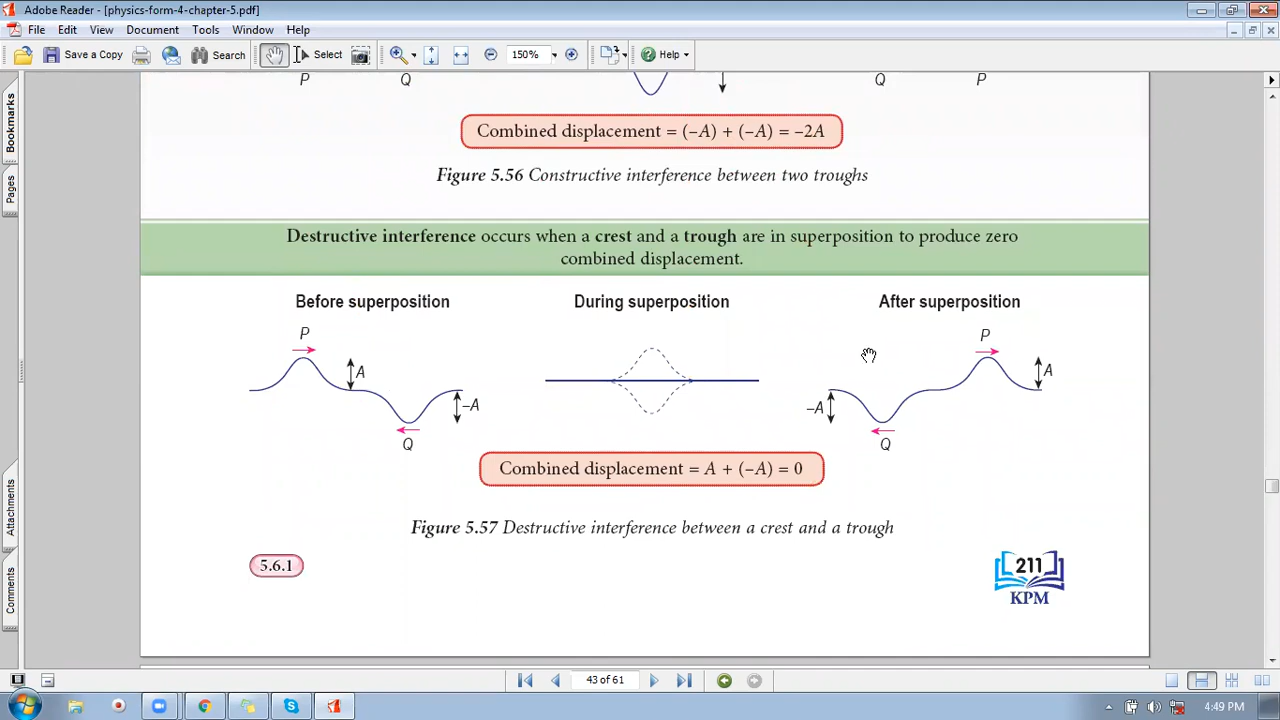 Adobe Reader - [physics-form-4-chapter-5.pdf]
File Edit View Document Tools Window Help
Save a Copy Search Select 150% Help
Bookmarks
Pages
Attachments
Comments
P Q Q P
Combined displacement = (–A) + (–A) = –2A
Figure 5.56 Constructive interference between two troughs
Destructive interference occurs when a crest and a trough are in superposition to produce zero
combined displacement.
Before superposition During superposition After superposition
P P
A A
–A –A
Q Q
Combined displacement = A + (–A) = 0
Figure 5.57 Destructive interference between a crest and a trough
5.6.1 211
KPM
43 of 61
4:49 PM